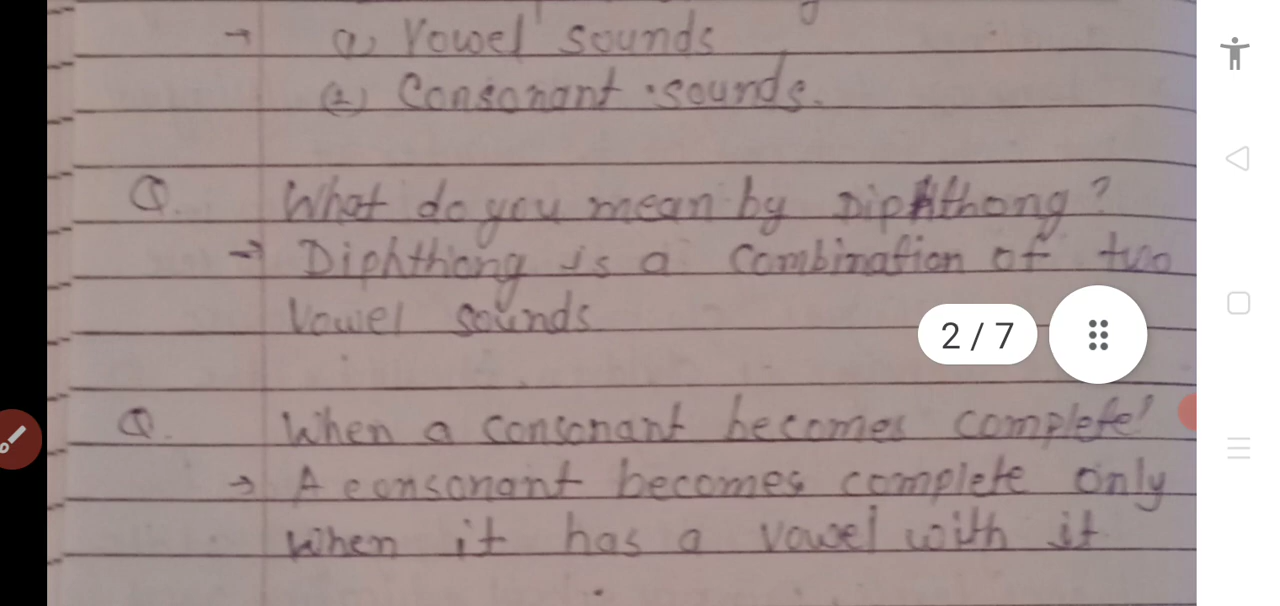 → (1) Vowel sounds
(2) Consonant sounds.
Q. What do you mean by Diphthong?
→ Diphthong is a combination of two
vowel sounds
2 / 7
Q. When a consonant becomes complete?
→ A consonant becomes complete only
when it has a vowel with it